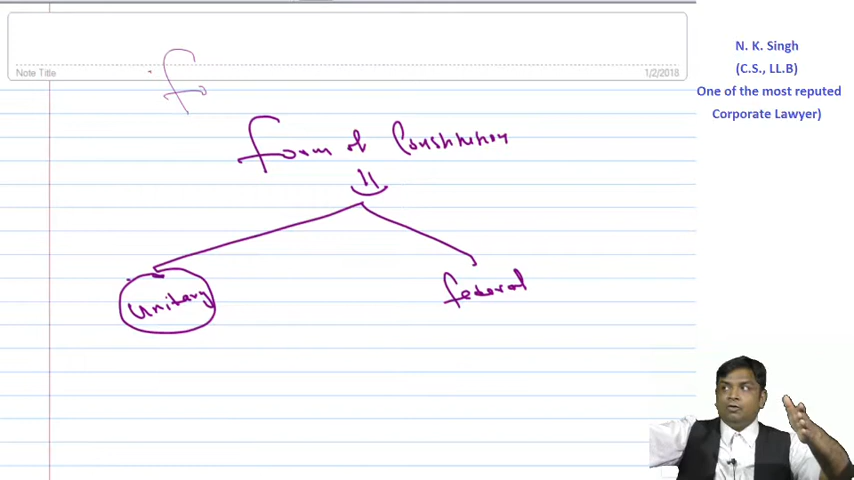 Note Title
1/2/2018
N. K. Singh
(C.S., LL.B)
One of the most reputed
Corporate Lawyer)
fo
form of Constitution
Unitary
federal